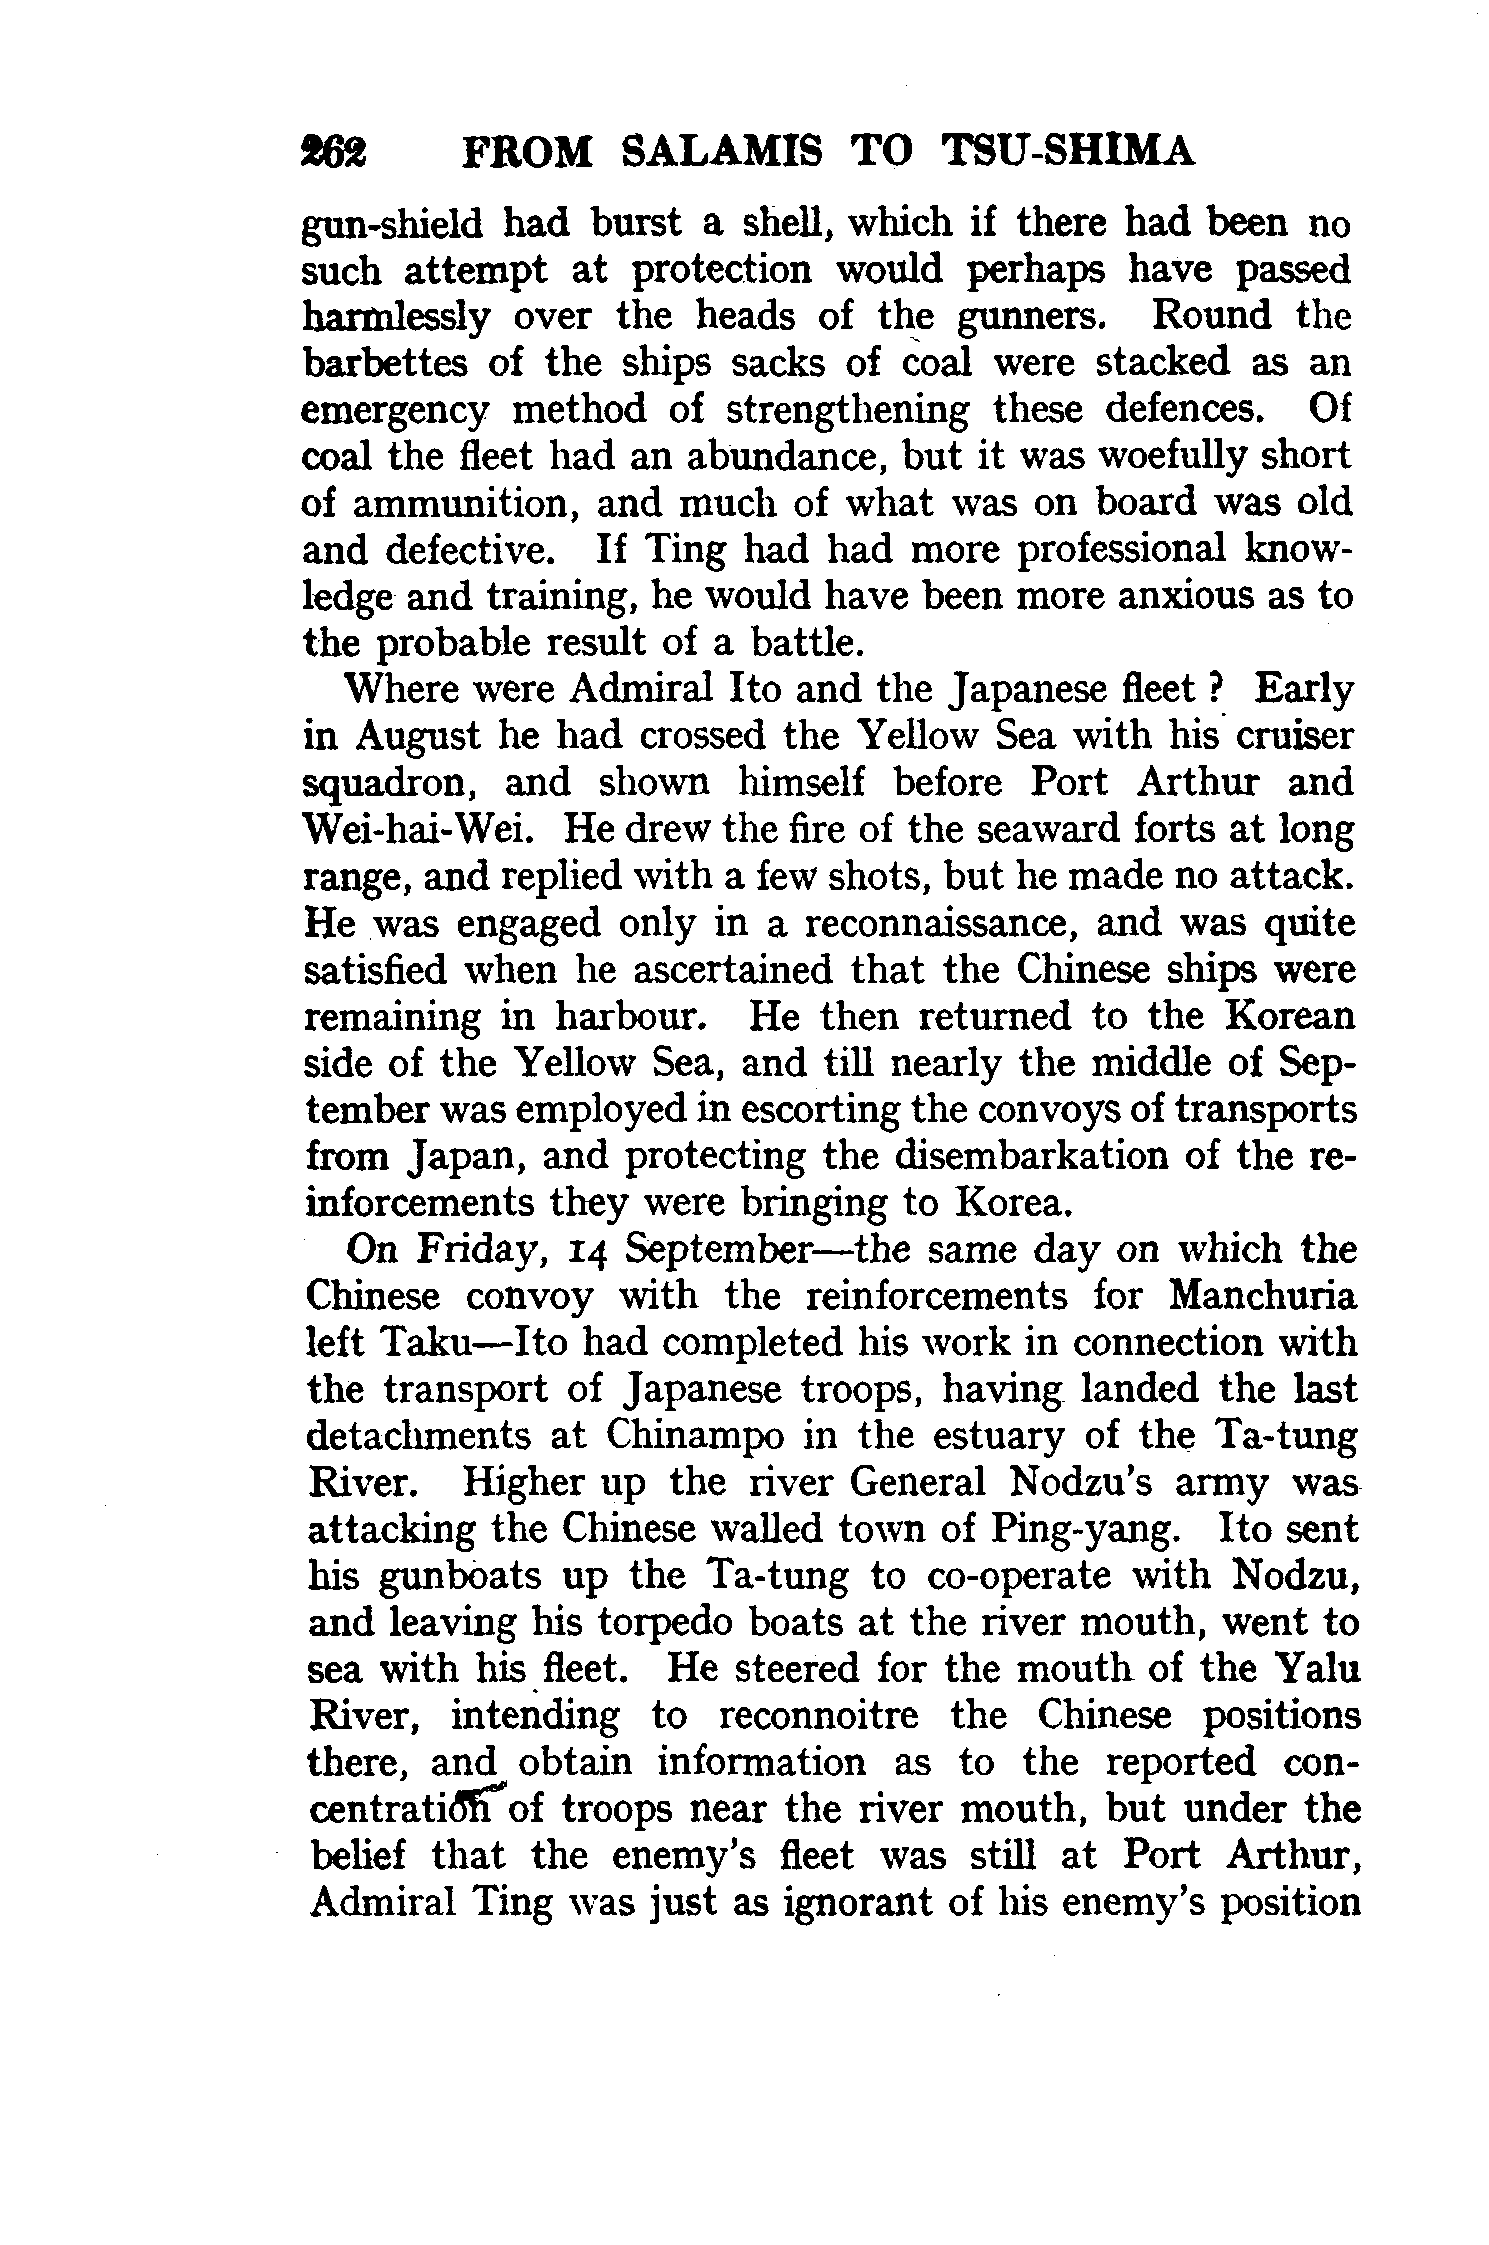 262 FROM SALAMIS TO TSU-SHIMA
gun-shield had burst a shell, which if there had been no
such attempt at protection would perhaps have passed
harmlessly over the heads of the gunners. Round the
barbettes of the ships sacks of coal were stacked as an
emergency method of strengthening these defences. Of
coal the fleet had an abundance, but it was woefully short
of ammunition, and much of what was on board was old
and defective. If Ting had had more professional know-
ledge and training, he would have been more anxious as to
the probable result of a battle.
Where were Admiral Ito and the Japanese fleet ? Early
in August he had crossed the Yellow Sea with his cruiser
squadron, and shown himself before Port Arthur and
Wei-hai-Wei. He drew the fire of the seaward forts at long
range, and replied with a few shots, but he made no attack.
He was engaged only in a reconnaissance, and was quite
satisfied when he ascertained that the Chinese ships were
remaining in harbour. He then returned to the Korean
side of the Yellow Sea, and till nearly the middle of Sep-
tember was employed in escorting the convoys of transports
from Japan, and protecting the disembarkation of the re-
inforcements they were bringing to Korea.
On Friday, 14 September—the same day on which the
Chinese convoy with the reinforcements for Manchuria
left Taku—Ito had completed his work in connection with
the transport of Japanese troops, having landed the last
detachments at Chinampo in the estuary of the Ta-tung
River. Higher up the river General Nodzu's army was
attacking the Chinese walled town of Ping-yang. Ito sent
his gunboats up the Ta-tung to co-operate with Nodzu,
and leaving his torpedo boats at the river mouth, went to
sea with his fleet. He steered for the mouth of the Yalu
River, intending to reconnoitre the Chinese positions
there, and obtain information as to the reported con-
centration of troops near the river mouth, but under the
belief that the enemy's fleet was still at Port Arthur,
Admiral Ting was just as ignorant of his enemy's position